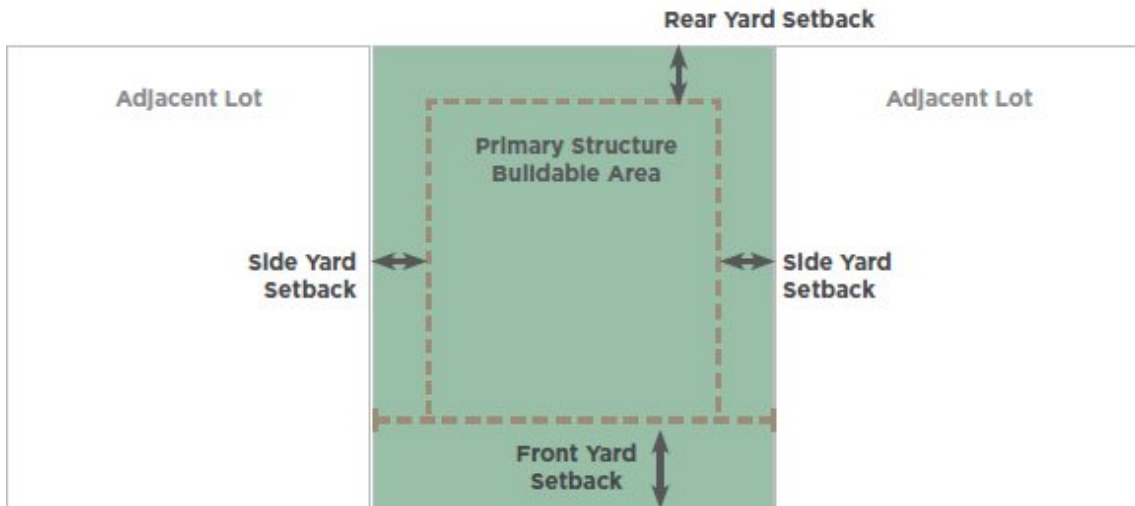 Rear Yard Setback
Adjacent Lot
Adjacent Lot
Primary Structure
Buildable Area
Side Yard
Setback
Side Yard
Setback
Front Yard
Setback